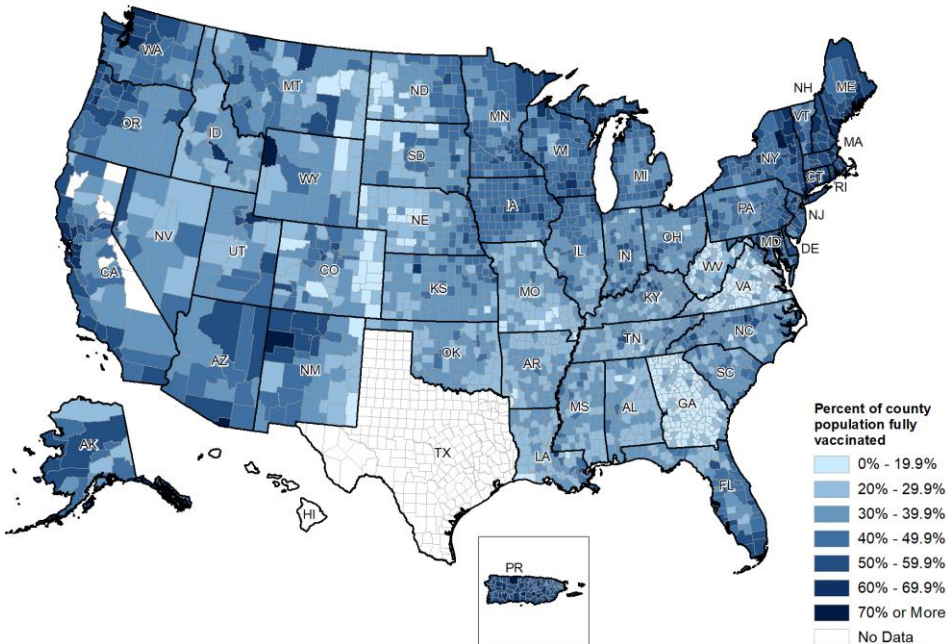 WA
MT
ND
MN
NH
ME
VT
OR
ID
SD
WI
MA
NY
WY
MI
CT
RI
IA
PA
NE
NJ
NV
OH
IL
IN
MD
DE
UT
CO
WV
CA
VA
KS
MO
KY
NC
TN
OK
AZ
NM
AR
SC
MS
AL
GA
TX
LA
AK
FL
HI
PR
Percent of county
population fully
vaccinated
0% - 19.9%
20% - 29.9%
30% - 39.9%
40% - 49.9%
50% - 59.9%
60% - 69.9%
70% or More
No Data